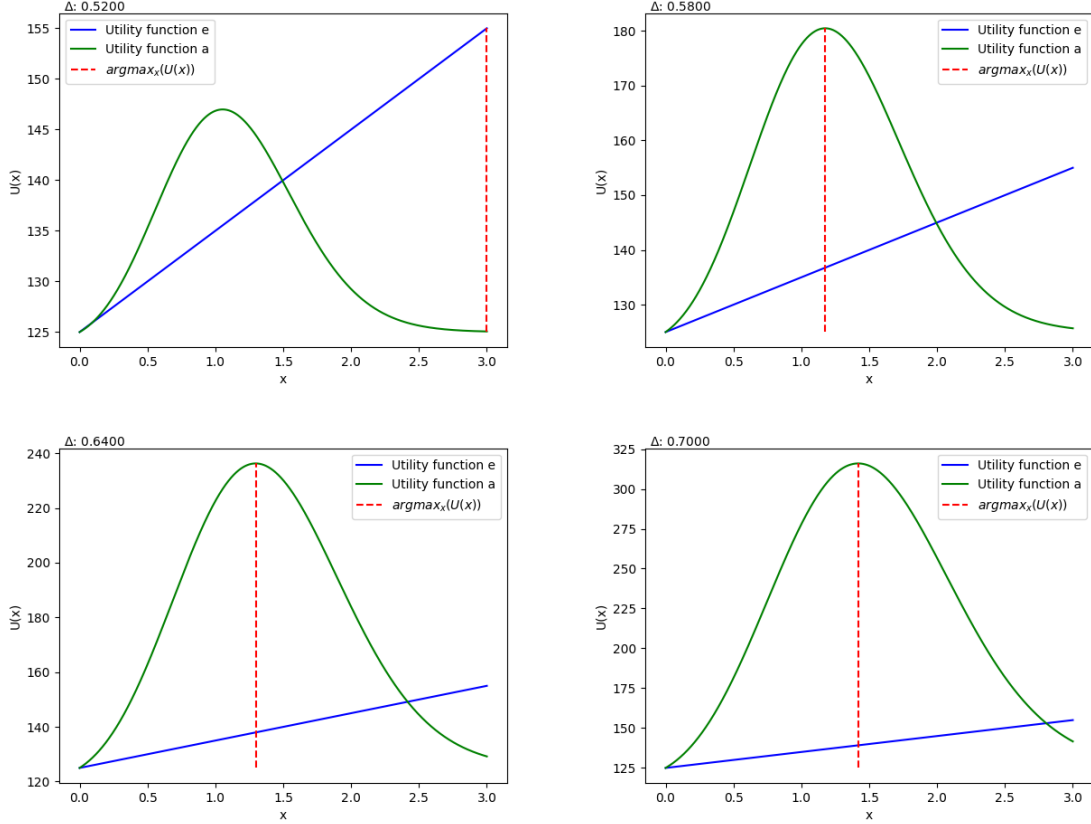 Δ: 0.5200
155
150
145
140
135
130
125
U(x)
0.0 0.5 1.0 1.5 2.0 2.5 3.0
x
Utility function e
Utility function a
argmaxₓ(U(x))
Δ: 0.5800
180
170
160
150
140
130
U(x)
0.0 0.5 1.0 1.5 2.0 2.5 3.0
x
Utility function e
Utility function a
argmaxₓ(U(x))
Δ: 0.6400
240
220
200
180
160
140
120
U(x)
0.0 0.5 1.0 1.5 2.0 2.5 3.0
x
Utility function e
Utility function a
argmaxₓ(U(x))
Δ: 0.7000
325
300
275
250
225
200
175
150
125
U(x)
0.0 0.5 1.0 1.5 2.0 2.5 3.0
x
Utility function e
Utility function a
argmaxₓ(U(x))